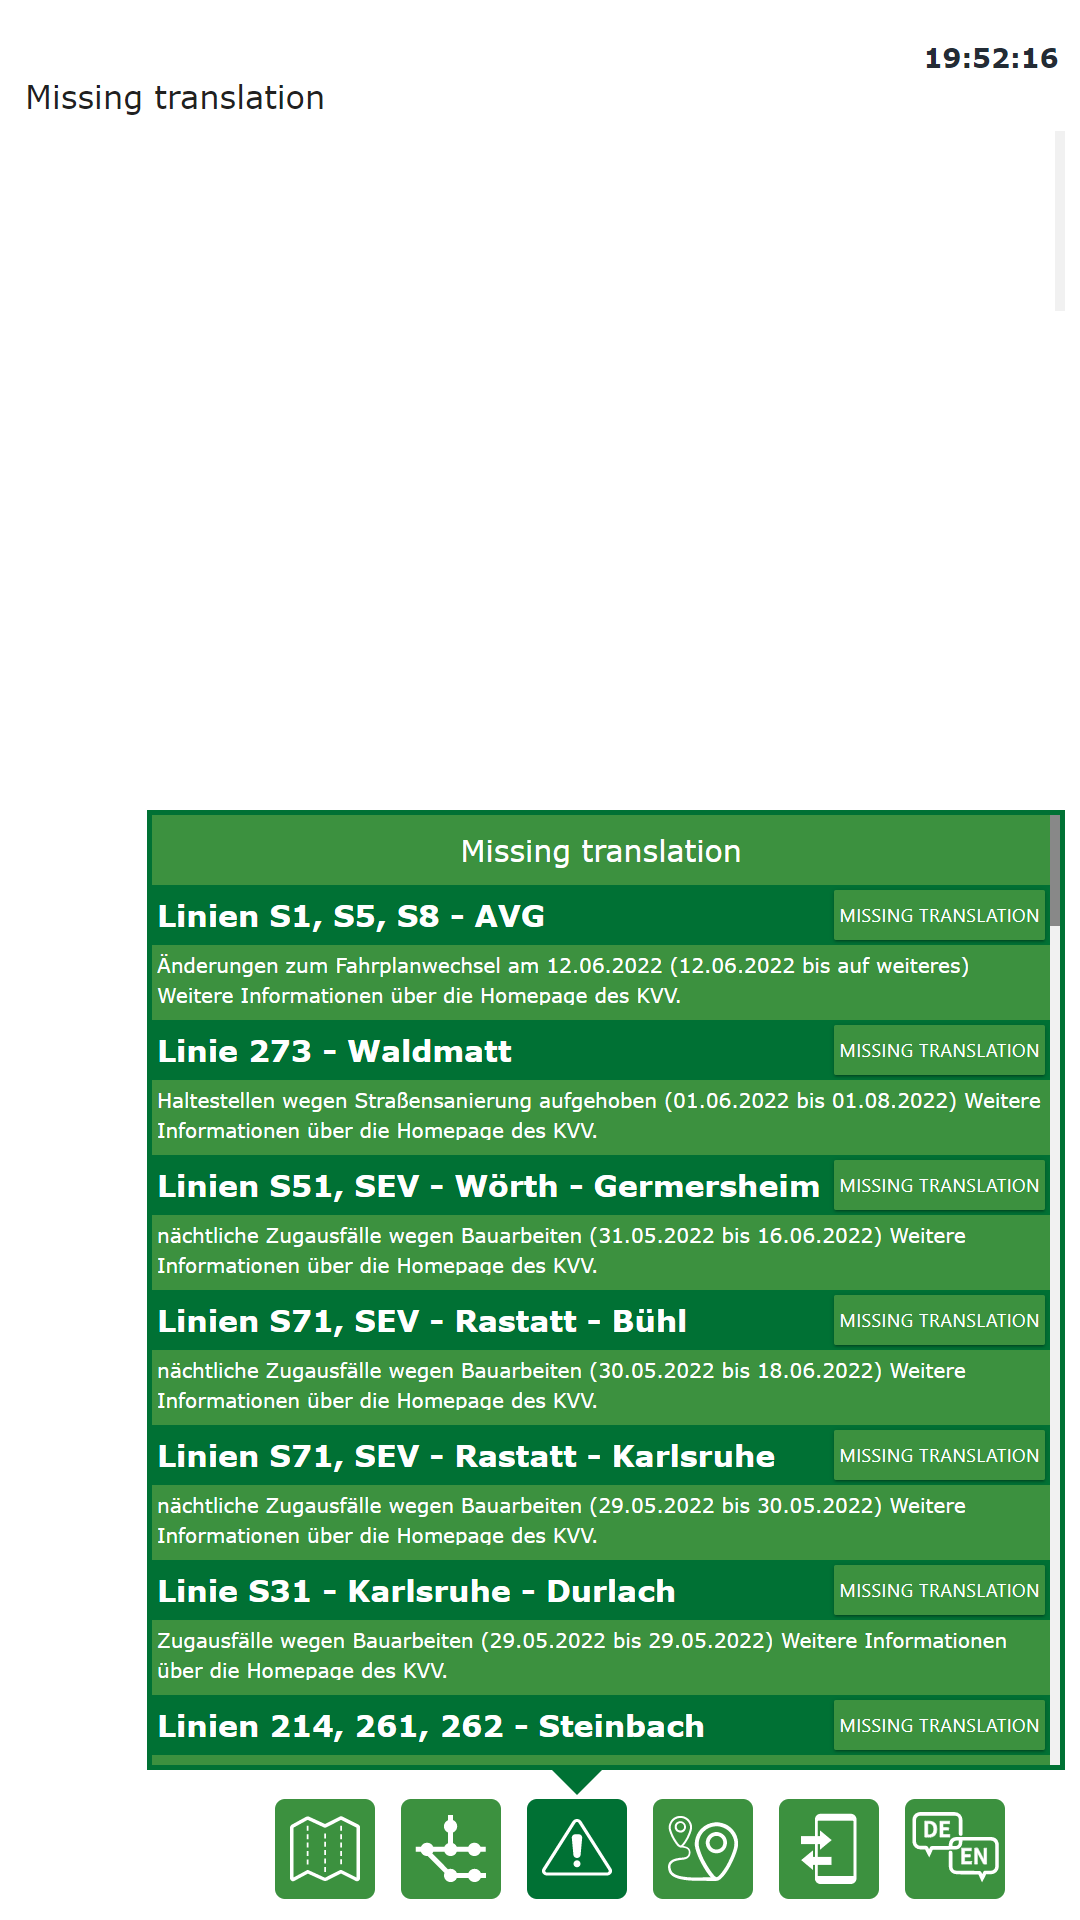 19:52:16
Missing translation
Missing translation
Linien S1, S5, S8 - AVG
MISSING TRANSLATION
Änderungen zum Fahrplanwechsel am 12.06.2022 (12.06.2022 bis auf weiteres)
Weitere Informationen über die Homepage des KVV.
Linie 273 - Waldmatt
MISSING TRANSLATION
Haltestellen wegen Straßensanierung aufgehoben (01.06.2022 bis 01.08.2022) Weitere
Informationen über die Homepage des KVV.
Linien S51, SEV - Wörth - Germersheim
MISSING TRANSLATION
nächtliche Zugausfälle wegen Bauarbeiten (31.05.2022 bis 16.06.2022) Weitere
Informationen über die Homepage des KVV.
Linien S71, SEV - Rastatt - Bühl
MISSING TRANSLATION
nächtliche Zugausfälle wegen Bauarbeiten (30.05.2022 bis 18.06.2022) Weitere
Informationen über die Homepage des KVV.
Linien S71, SEV - Rastatt - Karlsruhe
MISSING TRANSLATION
nächtliche Zugausfälle wegen Bauarbeiten (29.05.2022 bis 30.05.2022) Weitere
Informationen über die Homepage des KVV.
Linie S31 - Karlsruhe - Durlach
MISSING TRANSLATION
Zugausfälle wegen Bauarbeiten (29.05.2022 bis 29.05.2022) Weitere Informationen
über die Homepage des KVV.
Linien 214, 261, 262 - Steinbach
MISSING TRANSLATION
DE
EN